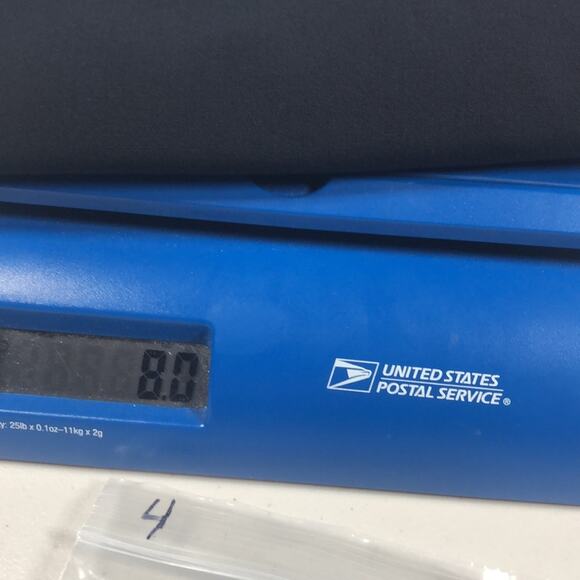 8.0
UNITED STATES
POSTAL SERVICE®
y: 25lb x 0.1oz–11kg x 2g
4